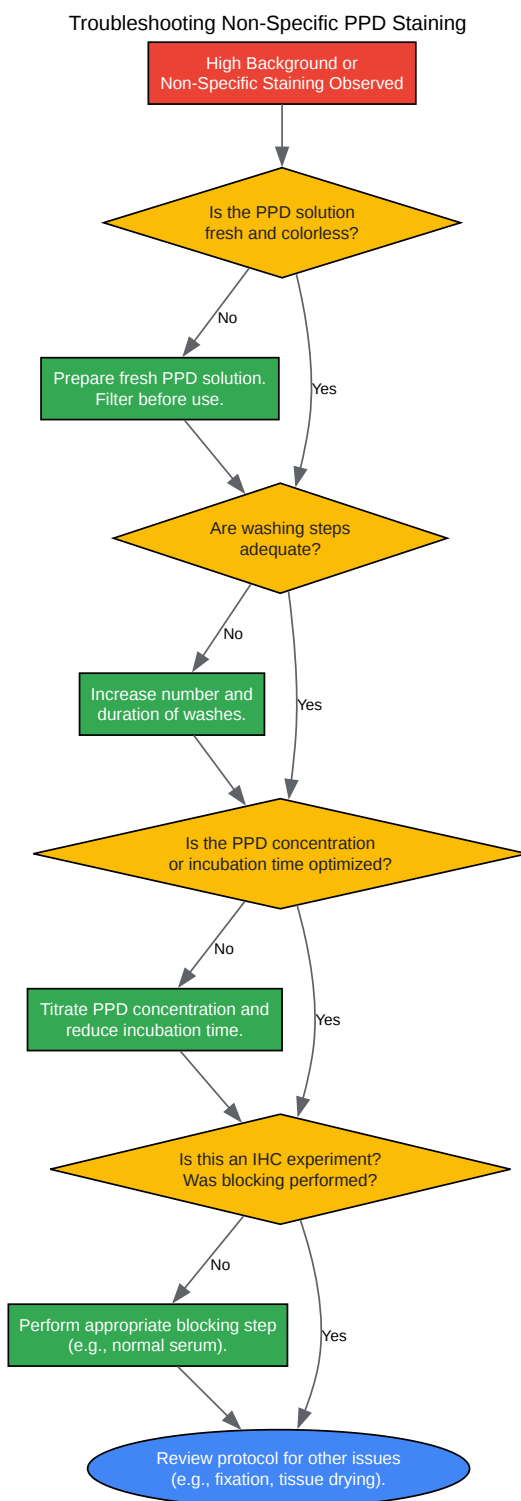 Troubleshooting Non-Specific PPD Staining
High Background or
Non-Specific Staining Observed
Is the PPD solution
fresh and colorless?
No
Prepare fresh PPD solution.
Filter before use.
Yes
Are washing steps
adequate?
No
Increase number and
duration of washes.
Yes
Is the PPD concentration
or incubation time optimized?
No
Titrate PPD concentration and
reduce incubation time.
Yes
Is this an IHC experiment?
Was blocking performed?
No
Perform appropriate blocking step
(e.g., normal serum).
Yes
Review protocol for other issues
(e.g., fixation, tissue drying).